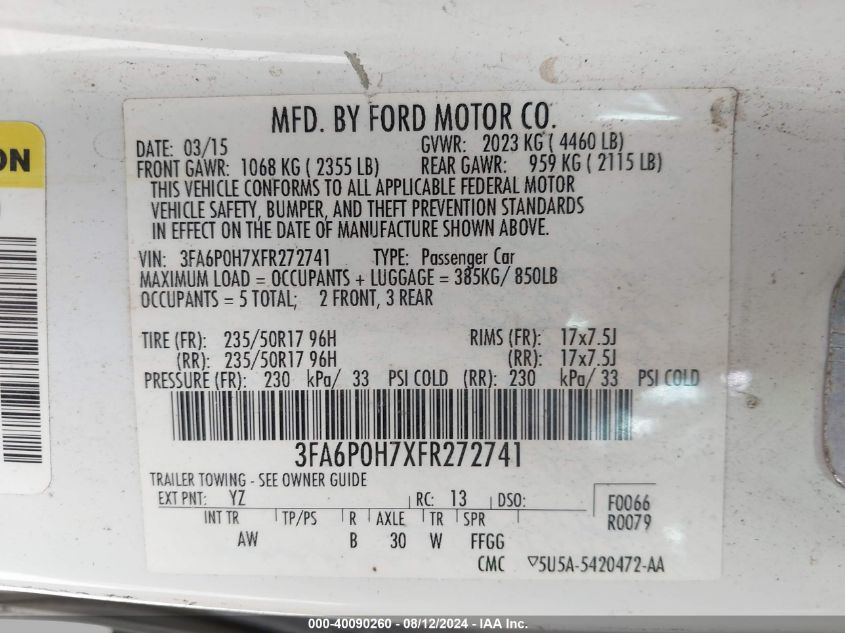 ON
MFD. BY FORD MOTOR CO.
DATE: 03/15 GVWR: 2023 KG ( 4460 LB)
FRONT GAWR: 1068 KG ( 2355 LB) REAR GAWR: 959 KG ( 2115 LB)
THIS VEHICLE CONFORMS TO ALL APPLICABLE FEDERAL MOTOR
VEHICLE SAFETY, BUMPER, AND THEFT PREVENTION STANDARDS
IN EFFECT ON THE DATE OF MANUFACTURE SHOWN ABOVE.
VIN: 3FA6P0H7XFR272741 TYPE: Passenger Car
MAXIMUM LOAD = OCCUPANTS + LUGGAGE = 385KG/ 850LB
OCCUPANTS = 5 TOTAL; 2 FRONT, 3 REAR
TIRE (FR): 235/50R17 96H RIMS (FR): 17x7.5J
(RR): 235/50R17 96H (RR): 17x7.5J
PRESSURE (FR): 230 kPa/ 33 PSI COLD (RR): 230 kPa/ 33 PSI COLD
3FA6P0H7XFR272741
TRAILER TOWING - SEE OWNER GUIDE
EXT PNT: YZ RC: 13 DSO: F0066
R0079
INT TR TP/PS R AXLE TR SPR
AW B 30 W FFGG
CMC ▽5U5A-5420472-AA
000-40090260 - 08/12/2024 - IAA Inc.